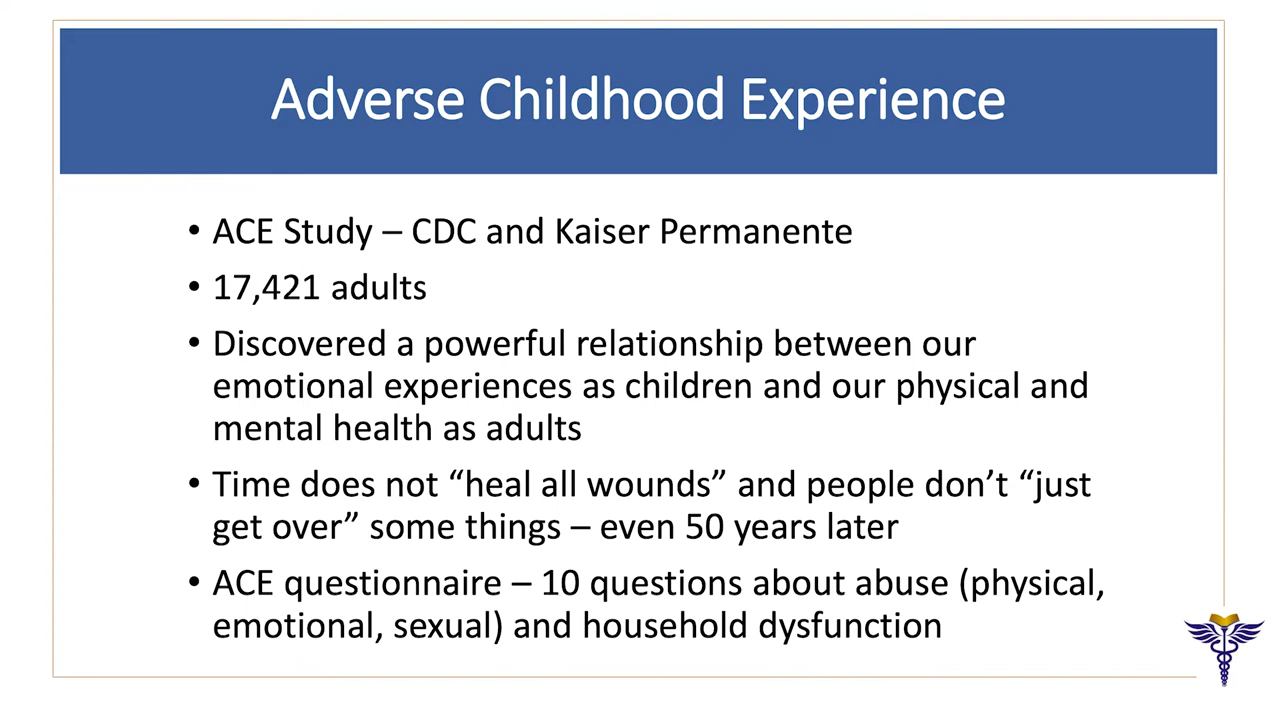 Adverse Childhood Experience
• ACE Study – CDC and Kaiser Permanente
• 17,421 adults
• Discovered a powerful relationship between our
emotional experiences as children and our physical and
mental health as adults
• Time does not “heal all wounds” and people don’t “just
get over” some things – even 50 years later
• ACE questionnaire – 10 questions about abuse (physical,
emotional, sexual) and household dysfunction